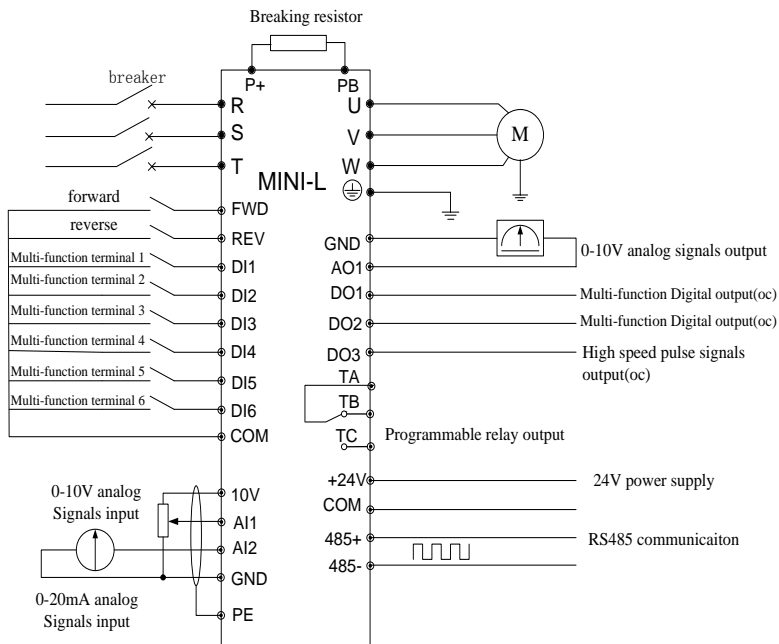 Breaking resistor
breaker
P+
PB
R
U
S
V
M
T
W
MINI-L
forward
FWD
reverse
REV
GND
0-10V analog signals output
Multi-function terminal 1
DI1
AO1
Multi-function terminal 2
DI2
DO1
Multi-function Digital output(oc)
Multi-function terminal 3
DI3
DO2
Multi-function Digital output(oc)
Multi-function terminal 4
DI4
DO3
High speed pulse signals
output(oc)
Multi-function terminal 5
DI5
TA
Multi-function terminal 6
DI6
TB
COM
TC
Programmable relay output
+24V
24V power supply
0-10V analog
Signals input
10V
COM
AI1
AI2
485+
RS485 communicaiton
GND
485-
0-20mA analog
Signals input
PE